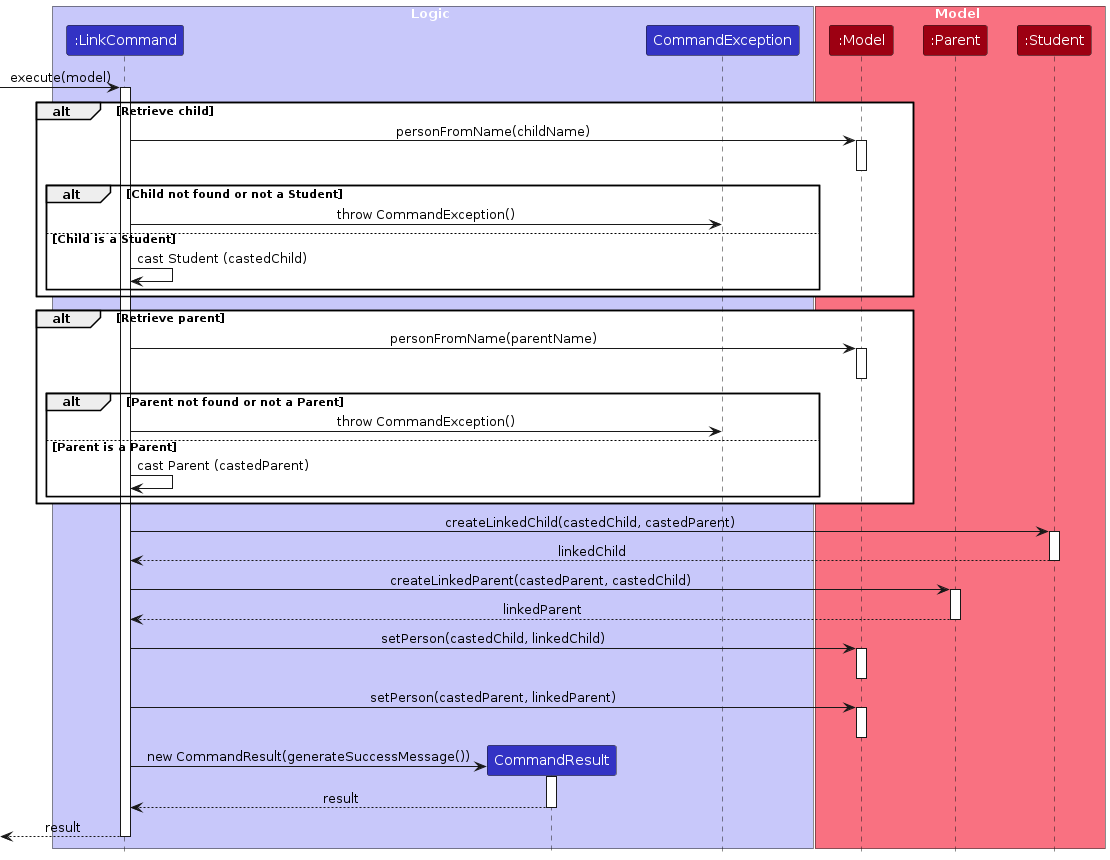 Logic
Model
:LinkCommand
CommandException
:Model
:Parent
:Student
execute(model)
alt
[Retrieve child]
personFromName(childName)
alt
[Child not found or not a Student]
throw CommandException()
[Child is a Student]
cast Student (castedChild)
alt
[Retrieve parent]
personFromName(parentName)
alt
[Parent not found or not a Parent]
throw CommandException()
[Parent is a Parent]
cast Parent (castedParent)
createLinkedChild(castedChild, castedParent)
linkedChild
createLinkedParent(castedParent, castedChild)
linkedParent
setPerson(castedChild, linkedChild)
setPerson(castedParent, linkedParent)
new CommandResult(generateSuccessMessage())
CommandResult
result
result